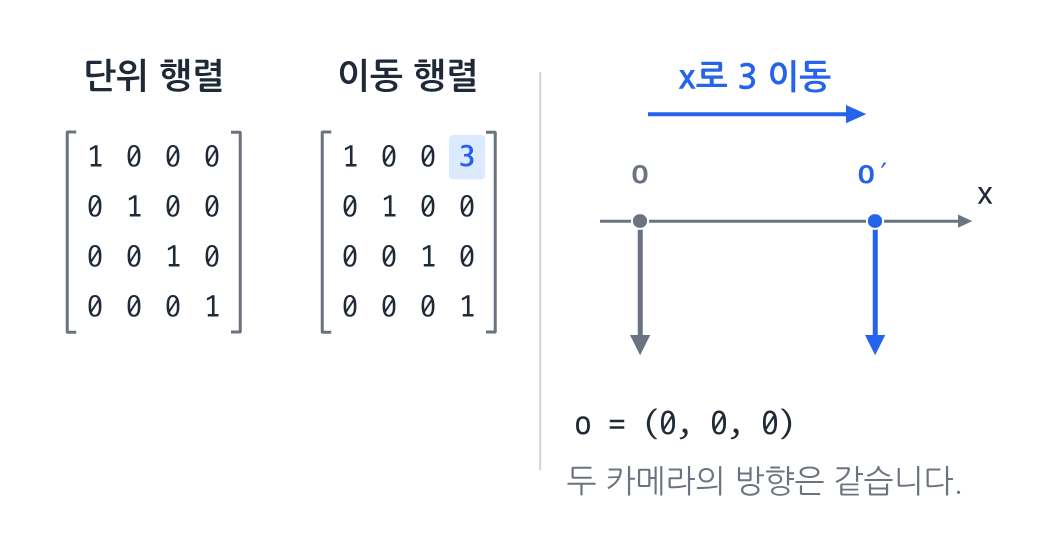 단위 행렬
1 0 0 0
0 1 0 0
0 0 1 0
0 0 0 1
이동 행렬
1 0 0 3
0 1 0 0
0 0 1 0
0 0 0 1
x로 3 이동
o
o′
x
o = (0, 0, 0)
두 카메라의 방향은 같습니다.